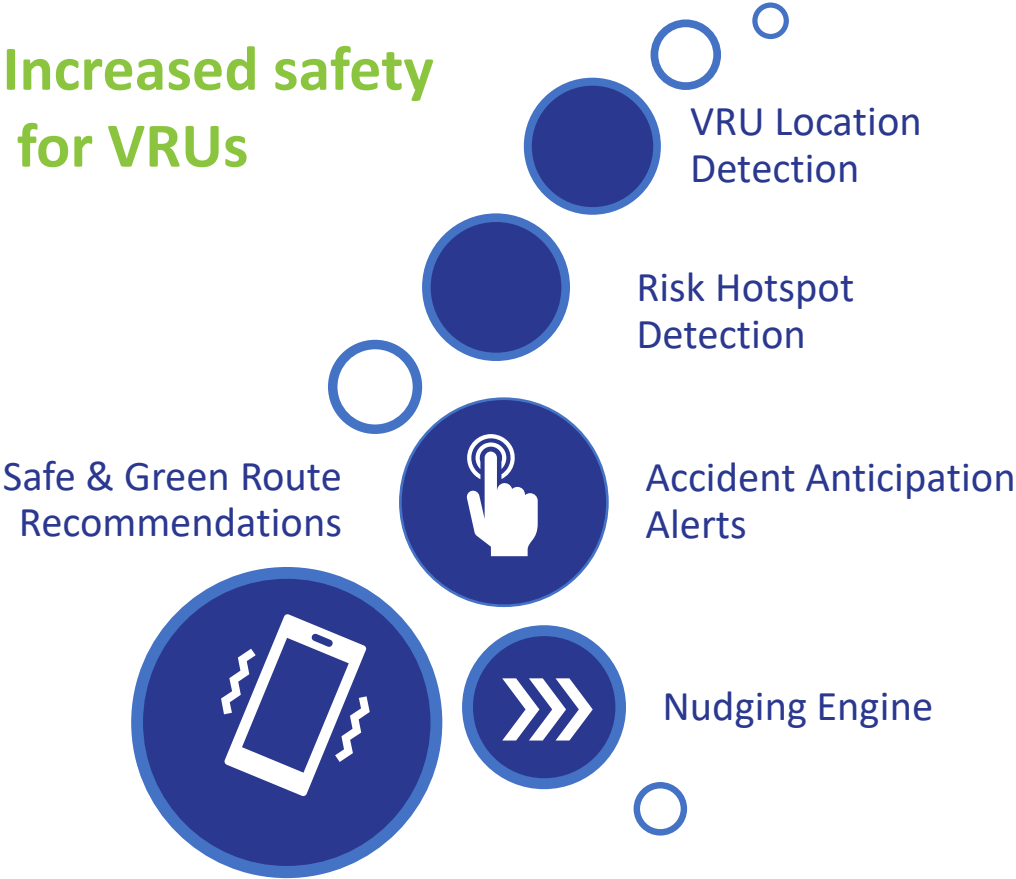 Increased safety
for VRUs
VRU Location
Detection
Risk Hotspot
Detection
Safe & Green Route
Recommendations
Accident Anticipation
Alerts
Nudging Engine